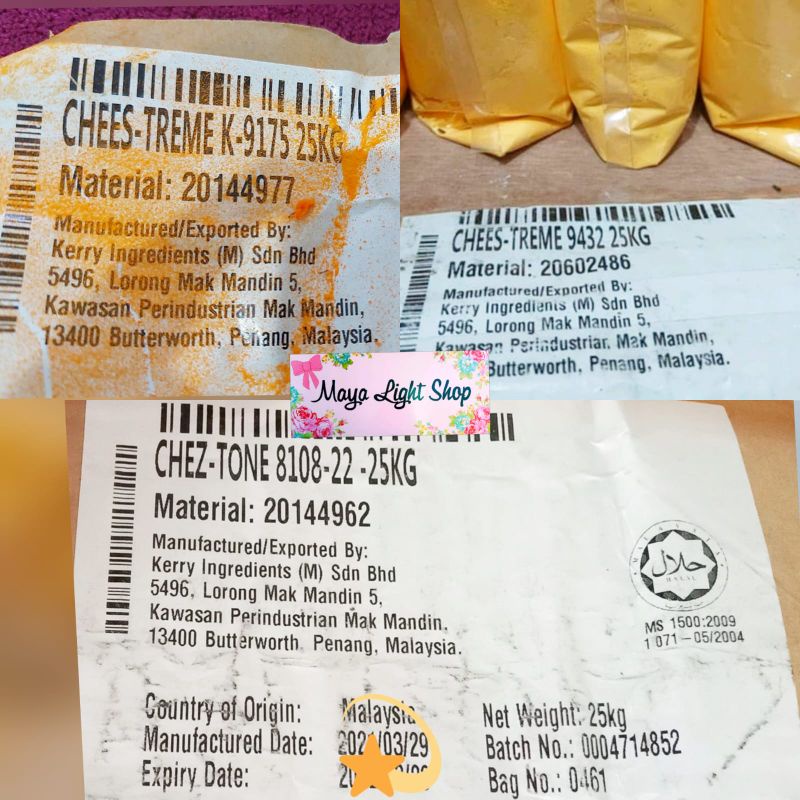 CHEES-TREME K-9175 25KG
Material: 20144977
Manufactured/Exported By:
Kerry Ingredients (M) Sdn Bhd
5496, Lorong Mak Mandin 5,
Kawasan Perindustrian Mak Mandin,
13400 Butterworth, Penang, Malaysia.
CHEES-TREME 9432 25KG
Material: 20602486
Manufactured/Exported By:
Kerry Ingredients (M) Sdn Bhd
5496, Lorong Mak Mandin 5,
Kawasan Perindustrian, Mak Mandin,
Butterworth, Penang, Malaysia.
Maya Light Shop
CHEZ-TONE 8108-22 -25KG
Material: 20144962
Manufactured/Exported By:
Kerry Ingredients (M) Sdn Bhd
5496, Lorong Mak Mandin 5,
Kawasan Perindustrian Mak Mandin.
13400 Butterworth, Penang, Malaysia.
MALAYSIA
حلال
HALAL
MS 1500:2009
1 071-05/2004
Country of Origin: Malaysia
Manufactured Date: /03/29
Expiry Date:
Net Weight: 25kg
Batch No.: 0004714852
Bag No.: 0461